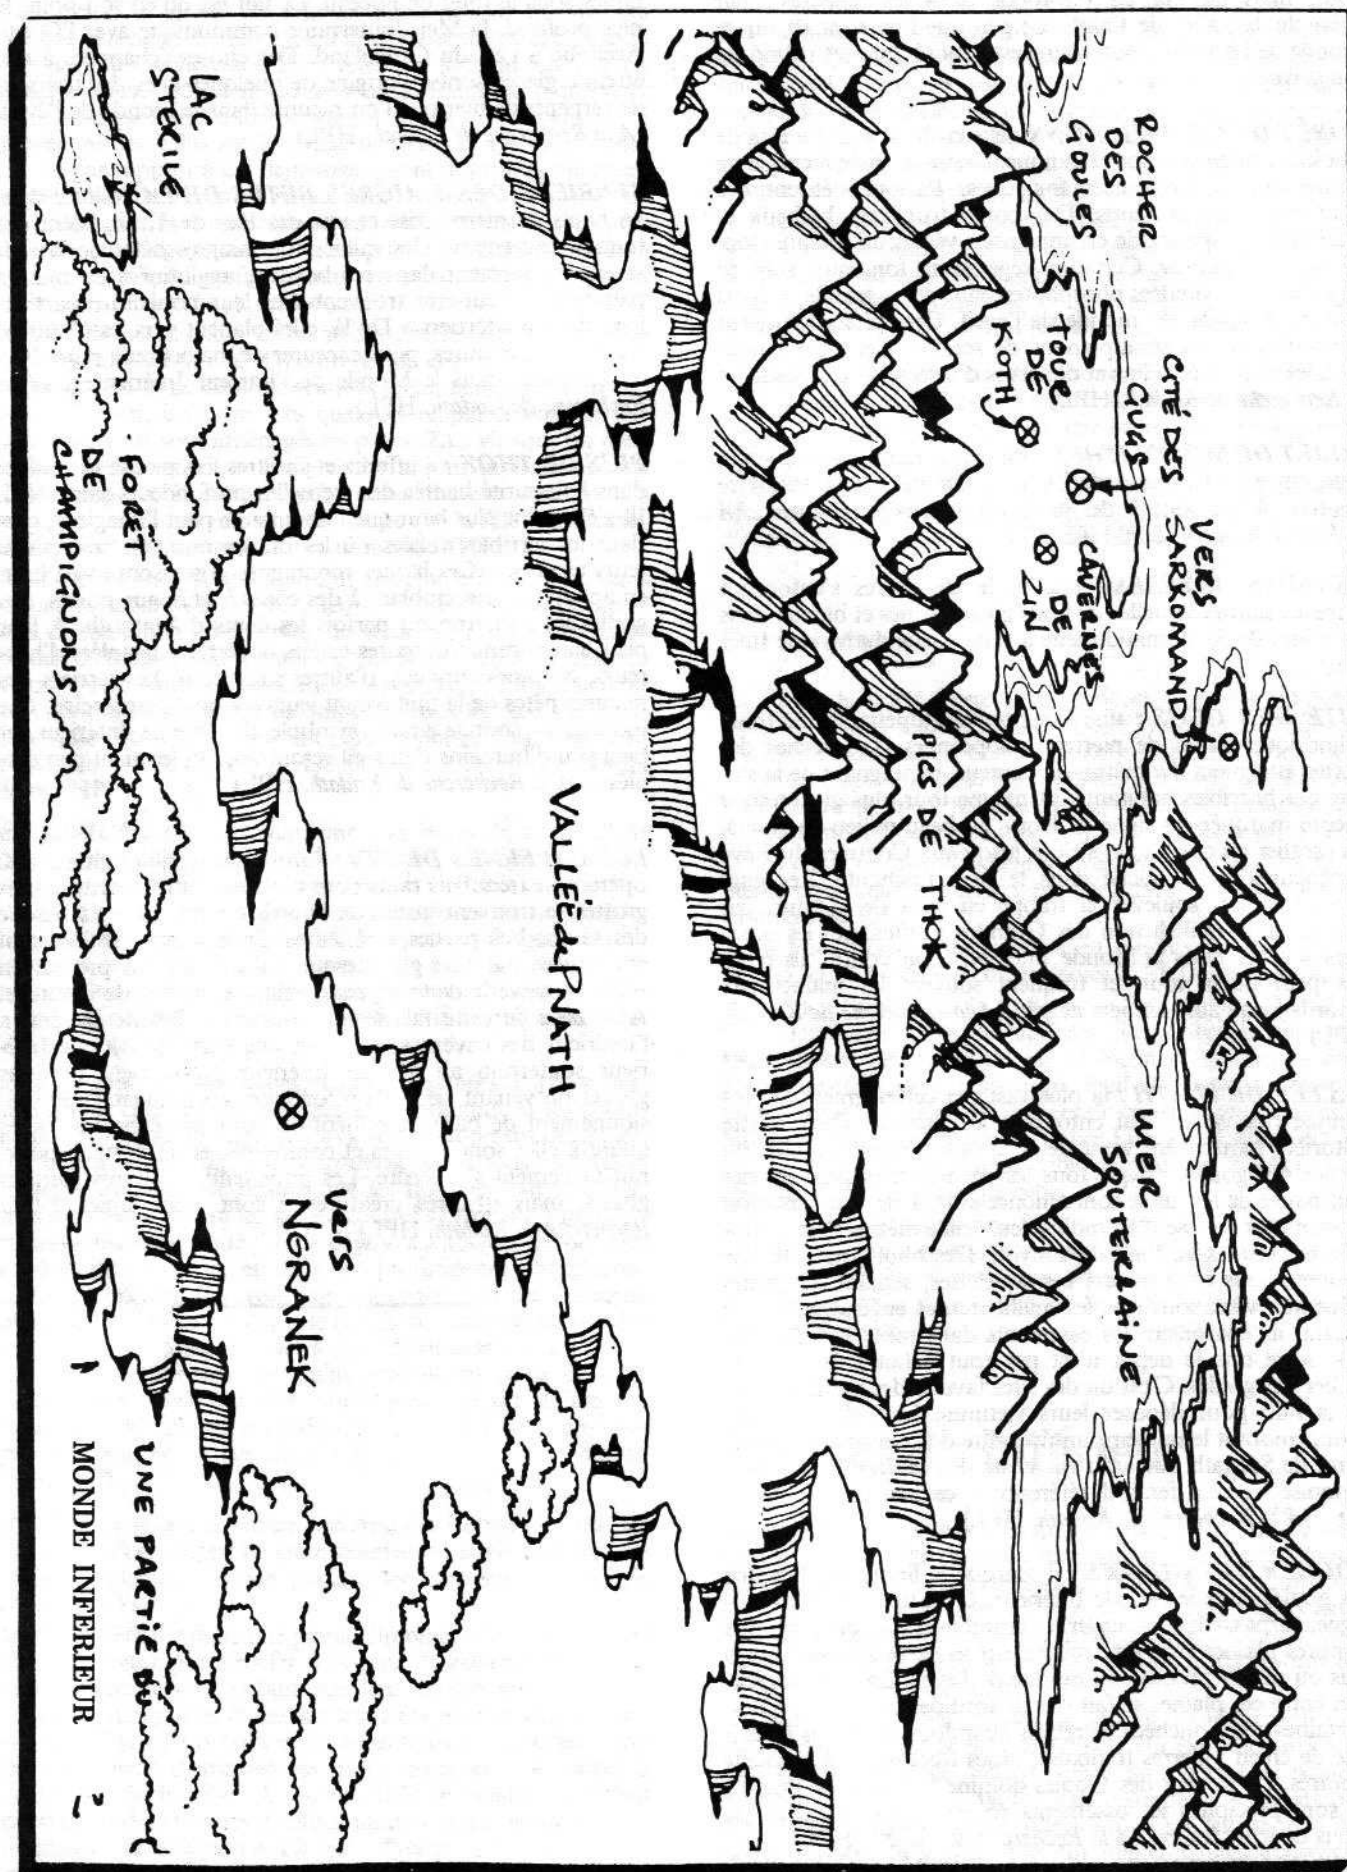 ROCHER
DES
GOULES
TOUR
DE
KOTH
CITÉ DES
GUGS
VERS
SARKOMAND
CAVERNES
DE
ZIN
PICS DE THOK
MER
SOUTERRAINE
VALLÉE DE PNATH
LAC
STÉCILE
FORÊT
DE
CHAMPIGNONS
VERS
NGRANEK
UNE PARTIE DU
MONDE INFERIEUR